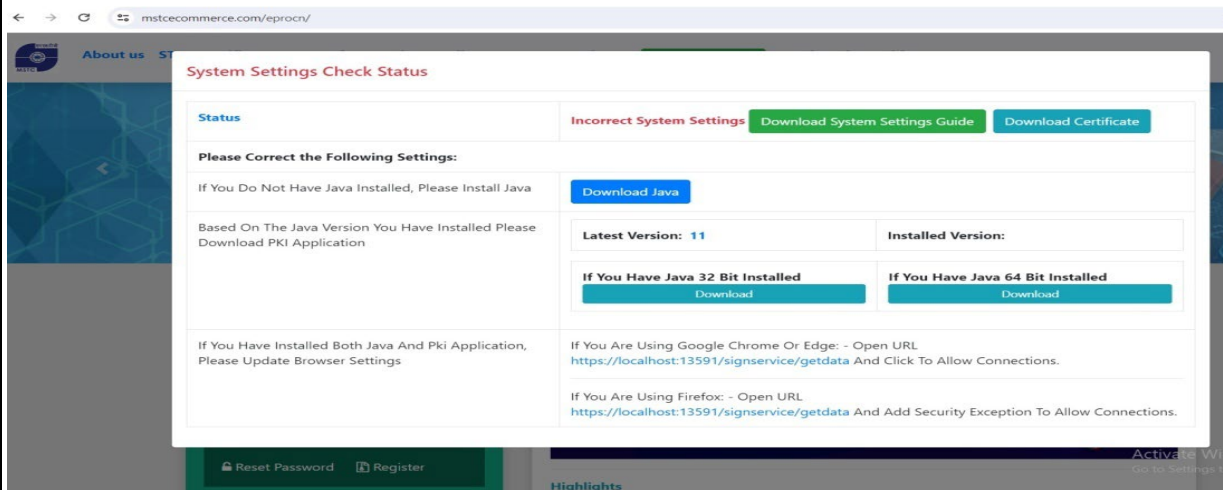 mstcecommerce.com/eprocn/
MSTC
About us ST
System Settings Check Status
Status
Incorrect System Settings Download System Settings Guide Download Certificate
Please Correct the Following Settings:
If You Do Not Have Java Installed, Please Install Java
Download Java
Based On The Java Version You Have Installed Please
Download PKI Application
Latest Version: 11
Installed Version:
If You Have Java 32 Bit Installed
Download
If You Have Java 64 Bit Installed
Download
If You Have Installed Both Java And Pki Application,
Please Update Browser Settings
If You Are Using Google Chrome Or Edge: - Open URL
https://localhost:13591/signservice/getdata And Click To Allow Connections.
If You Are Using Firefox: - Open URL
https://localhost:13591/signservice/getdata And Add Security Exception To Allow Connections.
Reset Password Register
Highlights
Activate Wi
Go to Settings t